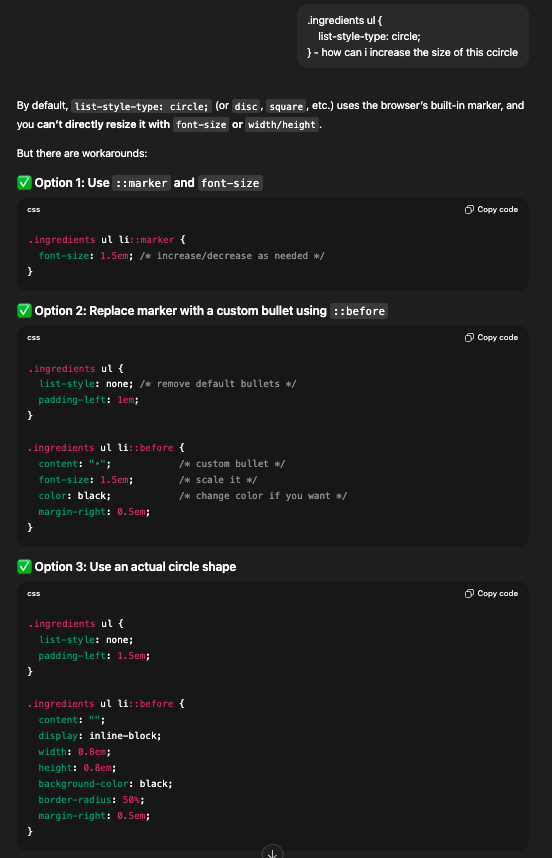 .ingredients ul {
list-style-type: circle;
} - how can i increase the size of this ccircle
By default, list-style-type: circle; (or disc, square, etc.) uses the browser's built-in marker, and
you can't directly resize it with font-size or width/height.
But there are workarounds:
✅ Option 1: Use ::marker and font-size
css
Copy code
.ingredients ul li::marker {
font-size: 1.5em; /* increase/decrease as needed */
}
✅ Option 2: Replace marker with a custom bullet using ::before
css
Copy code
.ingredients ul {
list-style: none; /* remove default bullets */
padding-left: 1em;
}
.ingredients ul li::before {
content: "•"; /* custom bullet */
font-size: 1.5em; /* scale it */
color: black; /* change color if you want */
margin-right: 0.5em;
}
✅ Option 3: Use an actual circle shape
css
Copy code
.ingredients ul {
list-style: none;
padding-left: 1.5em;
}
.ingredients ul li::before {
content: "";
display: inline-block;
width: 0.8em;
height: 0.8em;
background-color: black;
border-radius: 50%;
margin-right: 0.5em;
}